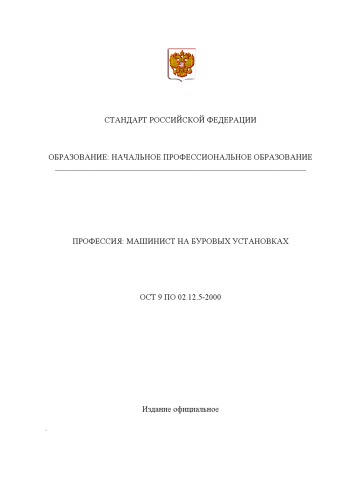 СТАНДАРТ РОССИЙСКОЙ ФЕДЕРАЦИИ
ОБРАЗОВАНИЕ: НАЧАЛЬНОЕ ПРОФЕССИОНАЛЬНОЕ ОБРАЗОВАНИЕ
ПРОФЕССИЯ: МАШИНИСТ НА БУРОВЫХ УСТАНОВКАХ
ОСТ 9 ПО 02.12.5-2000
Издание официальное